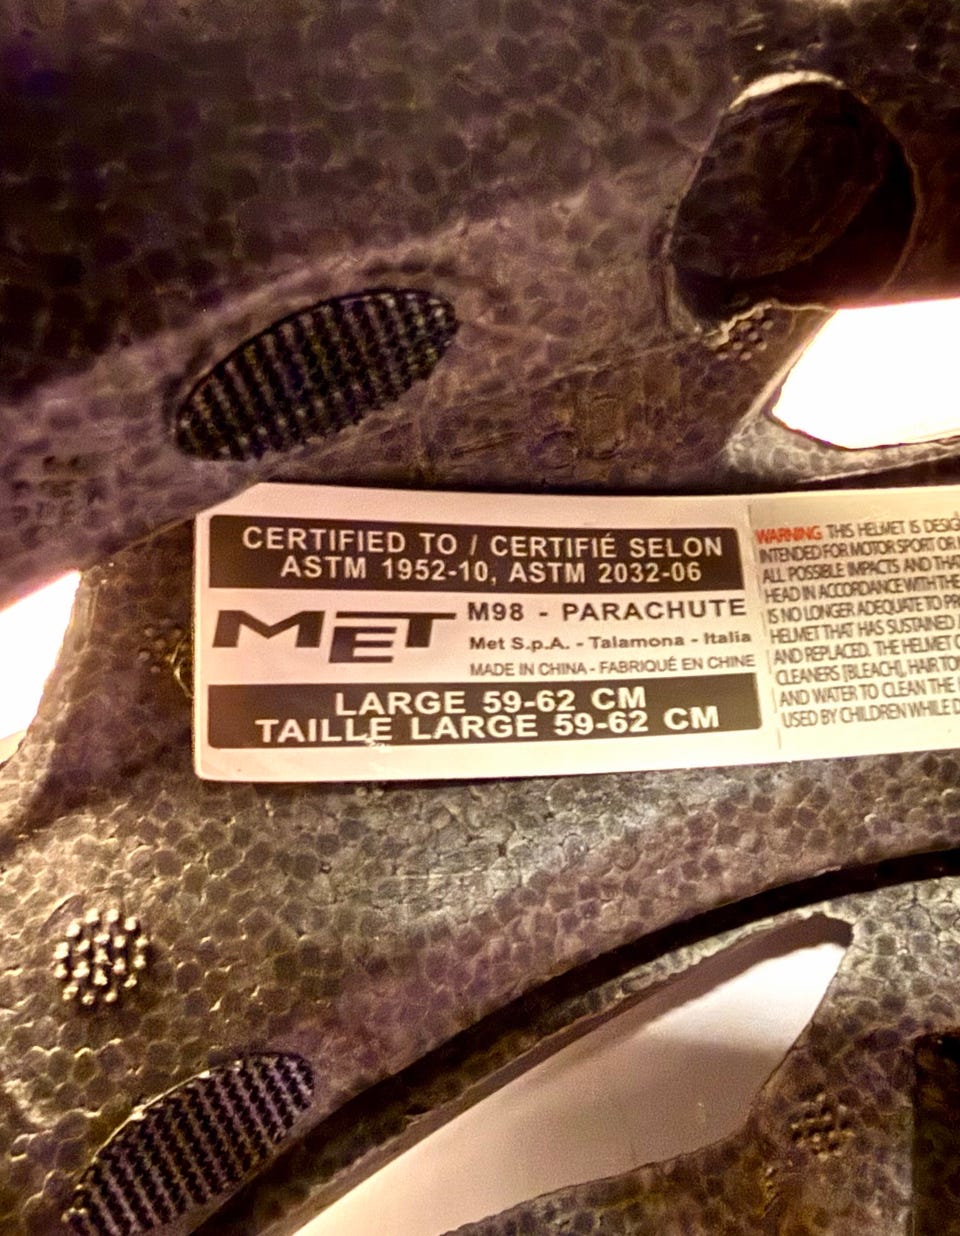 CERTIFIED TO / CERTIFIÉ SELON
ASTM 1952-10, ASTM 2032-06
MET
M98 - PARACHUTE
Met S.p.A. - Talamona - Italia
MADE IN CHINA - FABRIQUÉ EN CHINE
LARGE 59-62 CM
TAILLE LARGE 59-62 CM
WARNING THIS HELMET IS
INTENDED FOR MOTOR SPORT OR
ALL POSSIBLE IMPACTS AND
HEAD IN ACCORDANCE WITH THE
IS NO LONGER ADEQUATE TO
HELMET THAT HAS SUSTAINED
AND REPLACED. THE HELMET
CLEANERS [BLEACH], HAIR
AND WATER TO CLEAN THE
USED BY CHILDREN WHILE